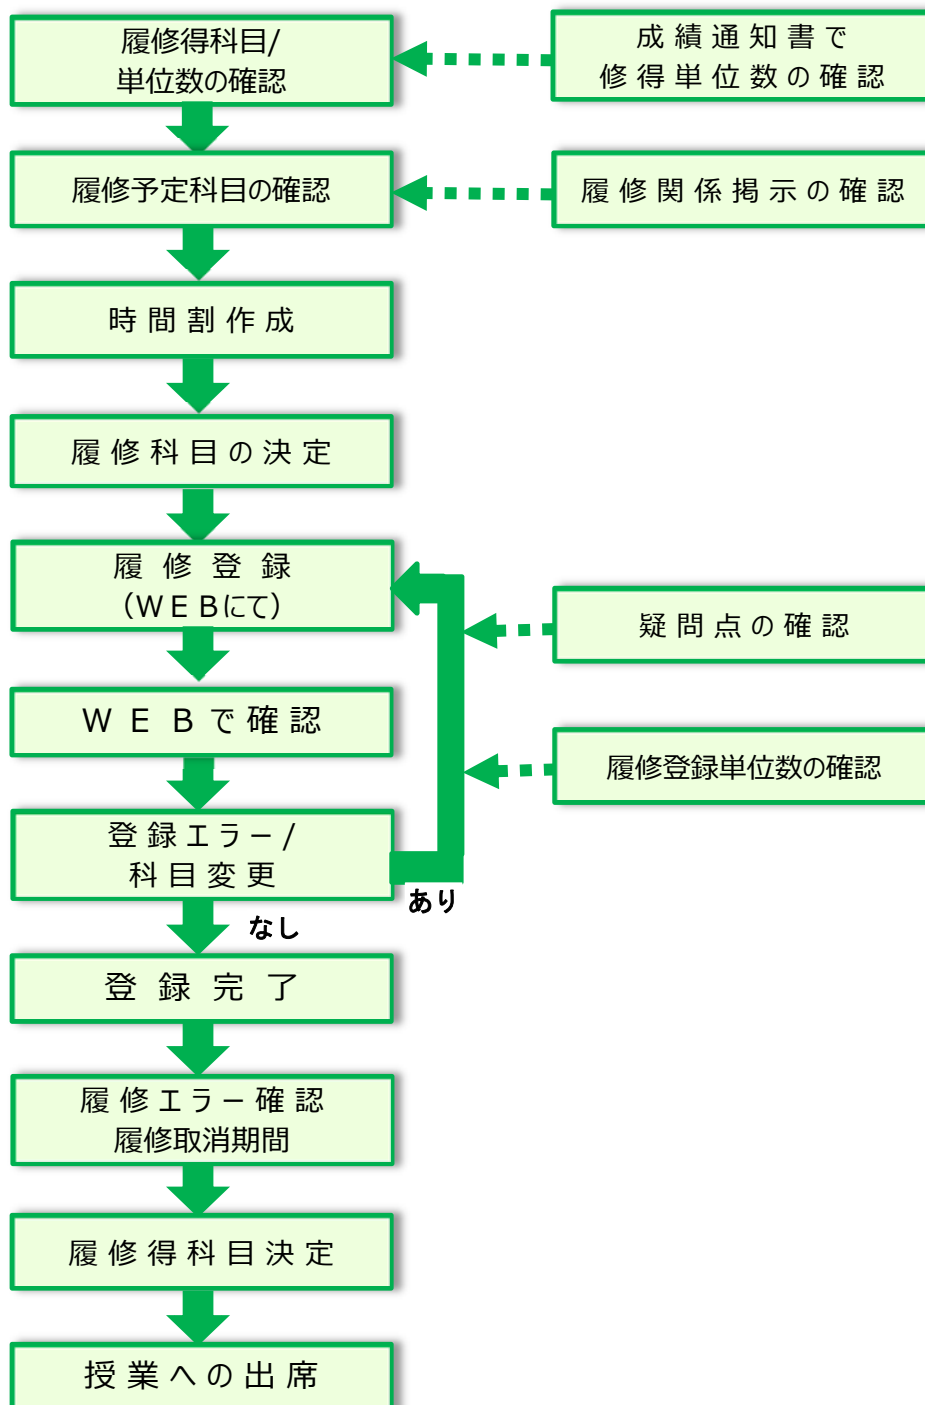 履修得科目/
単位数の確認
成績通知書で
修得単位数の確認
履修予定科目の確認
履修関係掲示の確認
時間割作成
履修科目の決定
履修登録
（ＷＥＢにて）
ＷＥＢで確認
疑問点の確認
履修登録単位数の確認
登録エラー/
科目変更
あり
なし
登録完了
履修エラー確認
履修取消期間
履修得科目決定
授業への出席